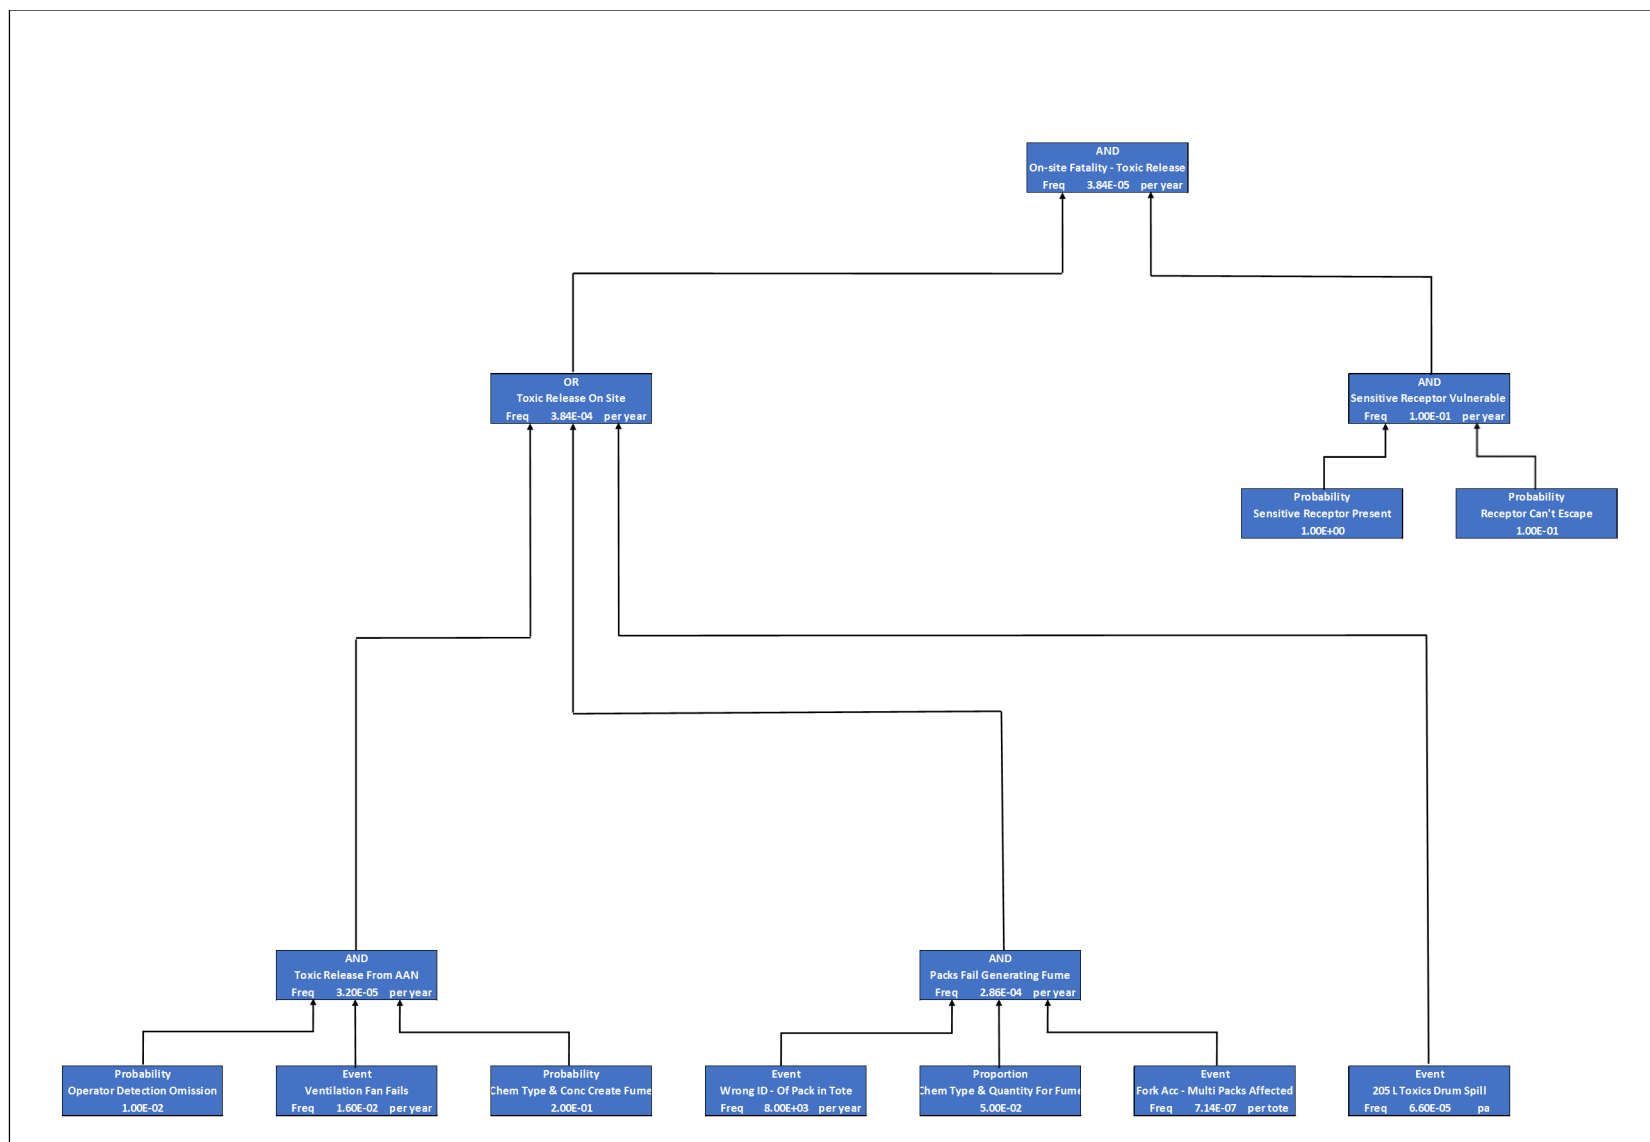 AND
On-site Fatality - Toxic Release
Freq 3.84E-05 per year
OR
Toxic Release On Site
Freq 3.84E-04 per year
AND
Sensitive Receptor Vulnerable
Freq 1.00E-01 per year
Probability
Sensitive Receptor Present
1.00E+00
Probability
Receptor Can't Escape
1.00E-01
AND
Toxic Release From AAN
Freq 3.20E-05 per year
AND
Packs Fail Generating Fume
Freq 2.86E-04 per year
Probability
Operator Detection Omission
1.00E-02
Event
Ventilation Fan Fails
Freq 1.60E-02 per year
Probability
Chem Type & Conc Create Fume
2.00E-01
Event
Wrong ID - Of Pack in Tote
Freq 8.00E+03 per year
Proportion
Chem Type & Quantity For Fume
5.00E-02
Event
Fork Acc - Multi Packs Affected
Freq 7.14E-07 per tote
Event
205 L Toxics Drum Spill
Freq 6.60E-05 pa